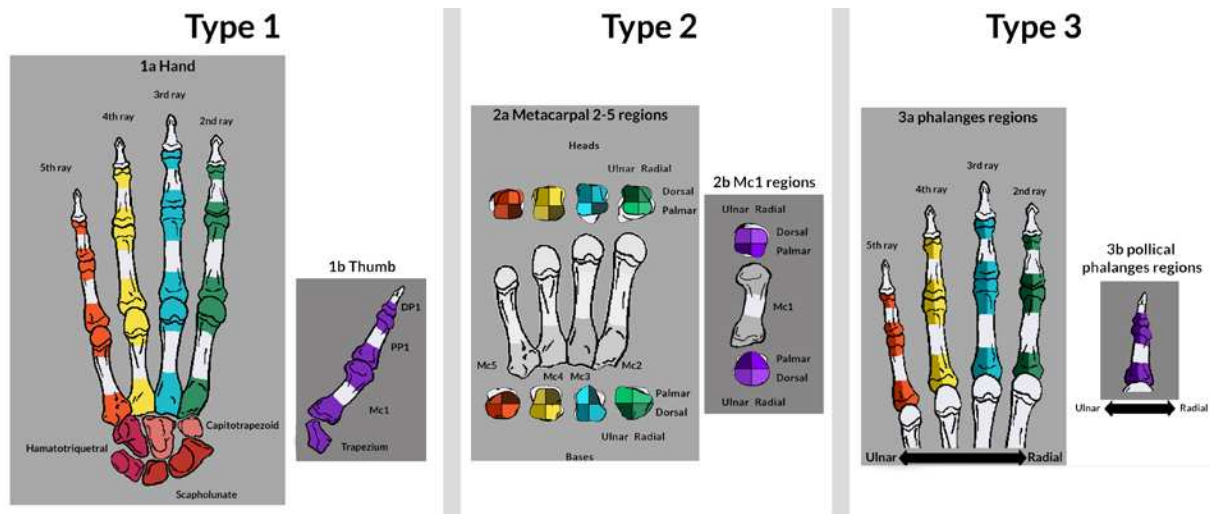 Type 1
1a Hand
3rd ray
4th ray
2nd ray
5th ray
Capitotrapezoid
Hamatotriquetral
Scapholunate
1b Thumb
DP1
PP1
Mc1
Trapezium
Type 2
2a Metacarpal 2-5 regions
Heads
Ulnar Radial
Dorsal
Palmar
Mc5
Mc4
Mc3
Mc2
Palmar
Dorsal
Ulnar Radial
Bases
2b Mc1 regions
Ulnar Radial
Dorsal
Palmar
Mc1
Palmar
Dorsal
Ulnar Radial
Type 3
3a phalanges regions
3rd ray
4th ray
2nd ray
5th ray
Ulnar
Radial
3b pollical
phalanges regions
Ulnar
Radial